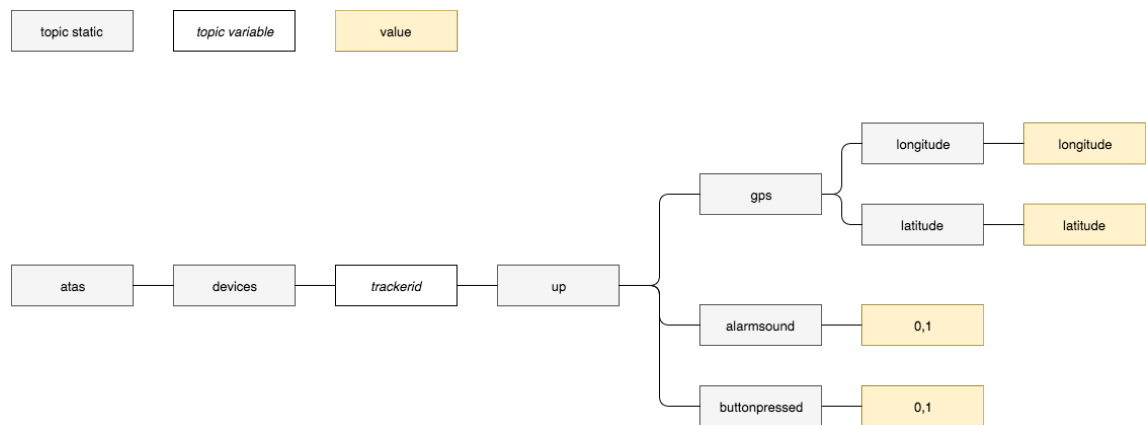 topic static
topic variable
value
longitude
longitude
gps
latitude
latitude
atas
devices
trackerid
up
alarmsound
0,1
buttonpressed
0,1